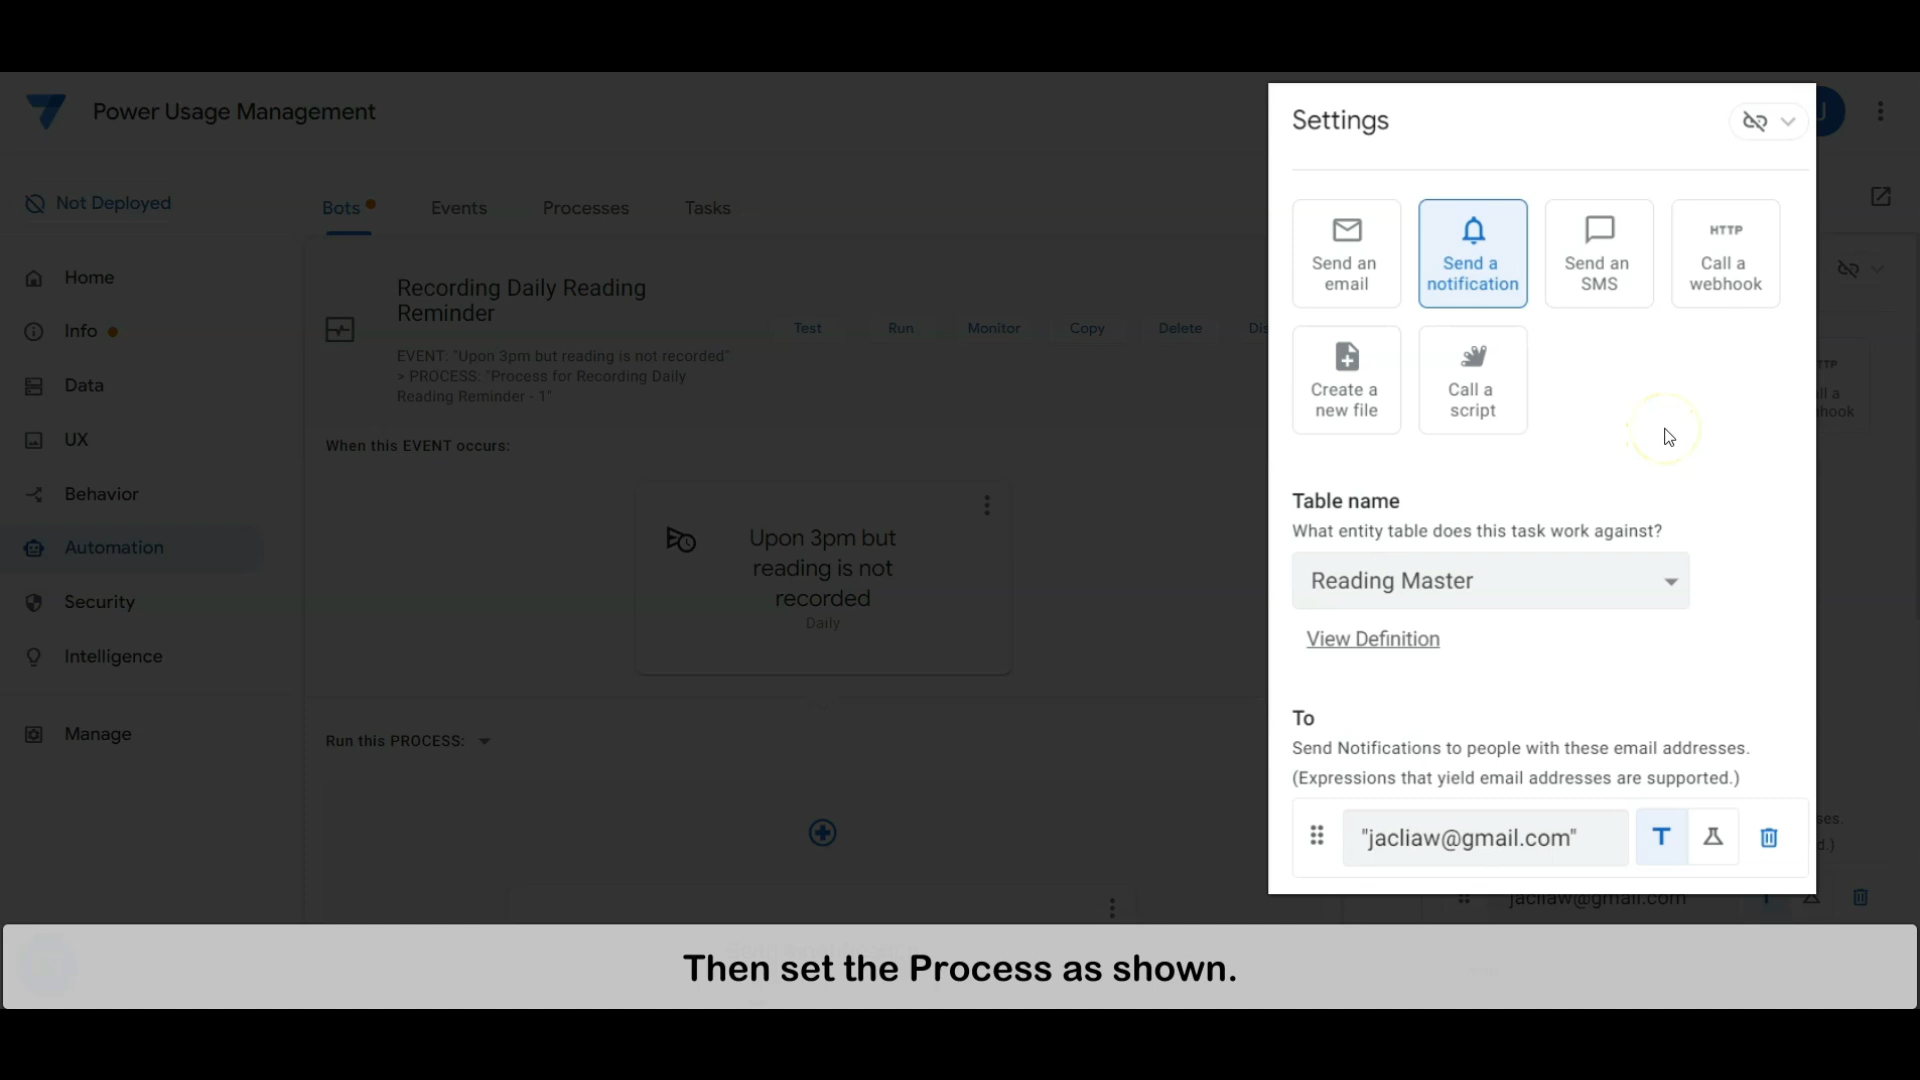 Power Usage Management
Not Deployed
Home
Info
Data
UX
Behavior
Automation
Security
Intelligence
Manage
Bots
Events
Processes
Tasks
Recording Daily Reading
Reminder
EVENT: "Upon 3pm but reading is not recorded"
> PROCESS: "Process for Recording Daily
Reading Reminder - 1"
Test
Run
Monitor
Copy
Delete
Dis
When this EVENT occurs:
Upon 3pm but
reading is not
recorded
Daily
Run this PROCESS:
Settings
J
Send an
email
Send a
notification
Send an
SMS
HTTP
Call a
webhook
Create a
new file
Call a
script
Table name
What entity table does this task work against?
Reading Master
View Definition
To
Send Notifications to people with these email addresses.
(Expressions that yield email addresses are supported.)
"jacliaw@gmail.com"
T
jacliaw@gmail.com
Then set the Process as shown.